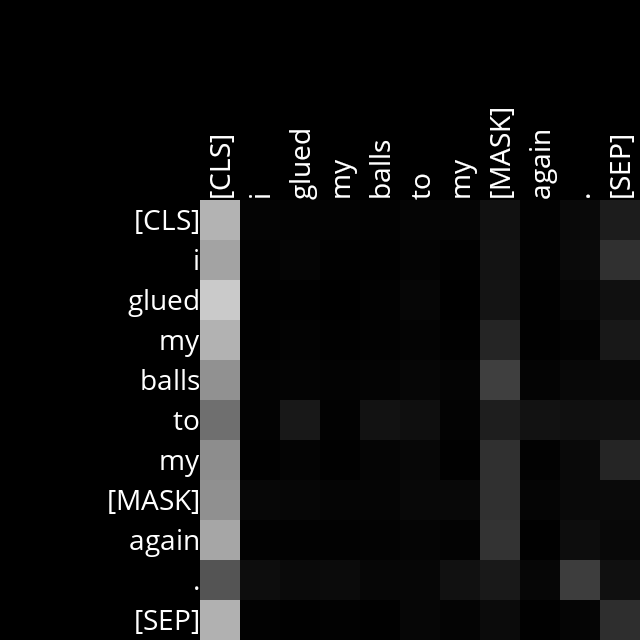 [CLS] i glued my balls to my [MASK] again . [SEP]
[CLS]
i
glued
my
balls
to
my
[MASK]
again
.
[SEP]